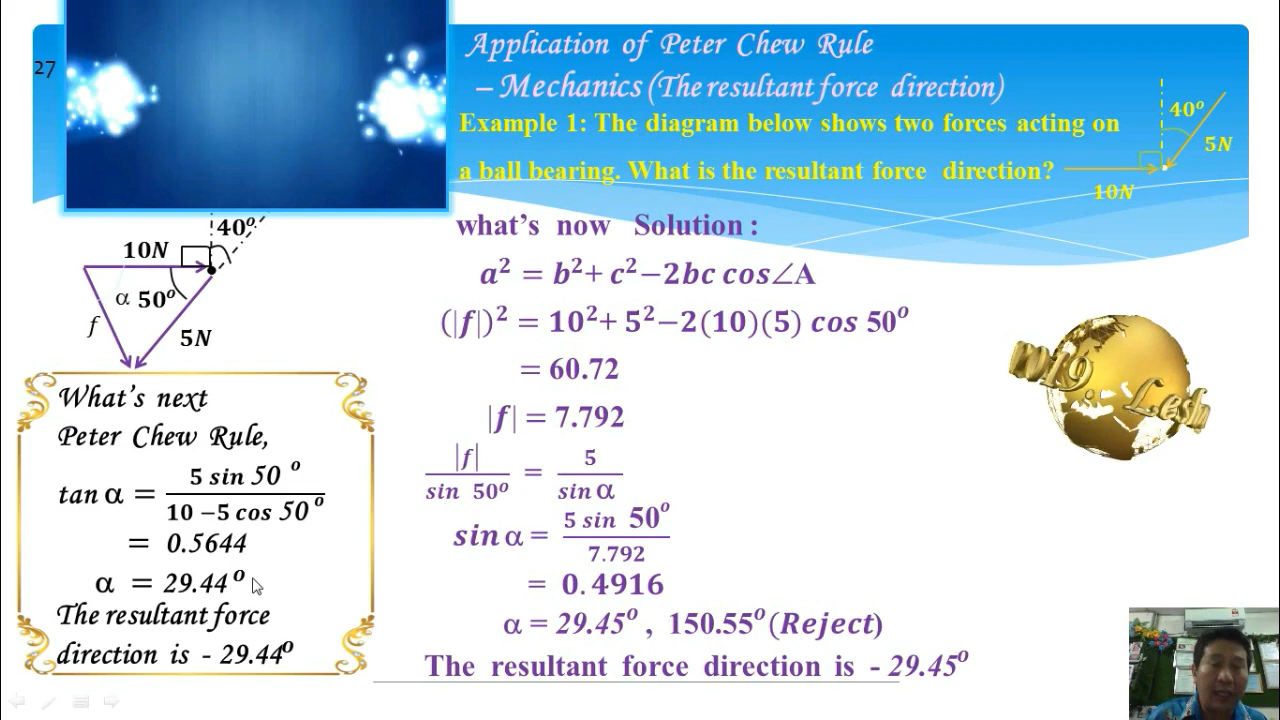 27
Application of Peter Chew Rule
– Mechanics (The resultant force direction)
Example 1: The diagram below shows two forces acting on
a ball bearing. What is the resultant force direction?
40°
5N
10N
40°
10N
α 50°
f
5N
what's now Solution :
a² = b² + c² − 2bc cos∠A
(|f|)² = 10² + 5² − 2(10)(5) cos 50°
= 60.72
|f| = 7.792
|f| / sin 50° = 5 / sin α
sin α = 5 sin 50° / 7.792
= 0.4916
α = 29.45° , 150.55° (Reject)
The resultant force direction is - 29.45°
What's next
Peter Chew Rule,
tan α = 5 sin 50° / 10 − 5 cos 50°
= 0.5644
α = 29.44°
The resultant force
direction is - 29.44°